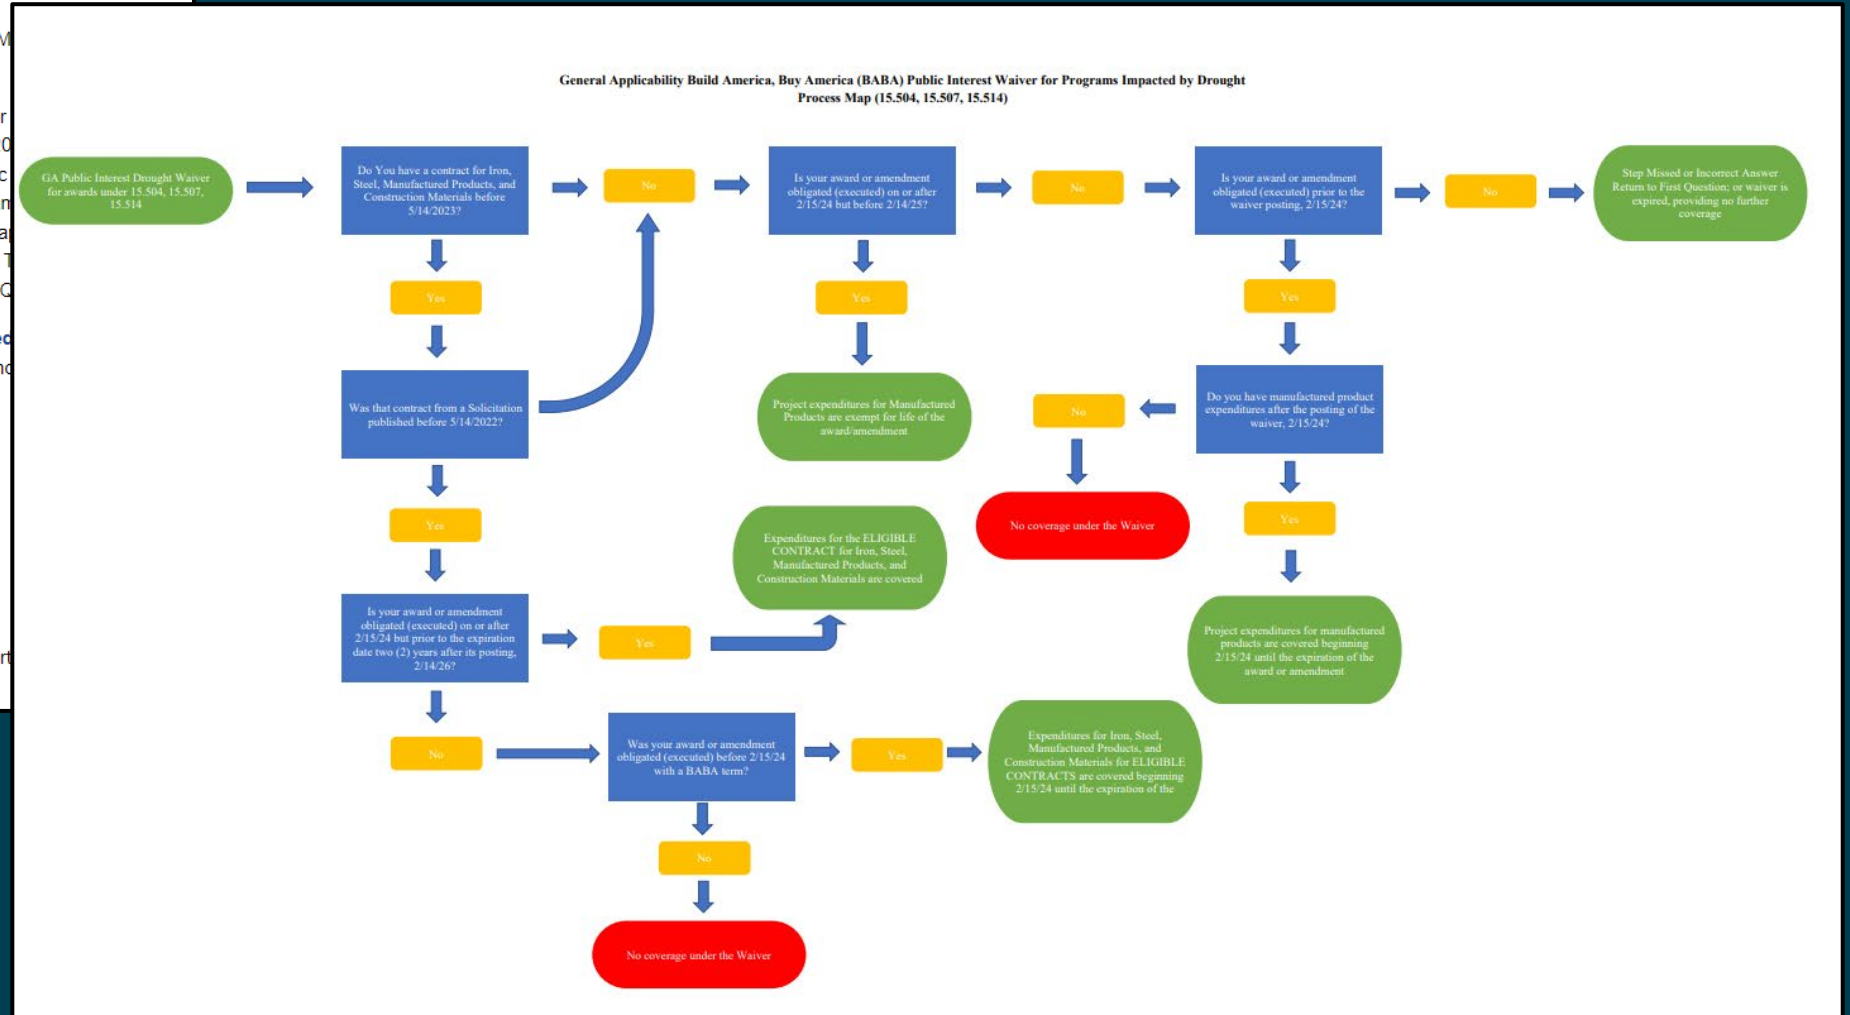 General Applicability Build America, Buy America (BABA) Public Interest Waiver for Programs Impacted by Drought
Process Map (15.504, 15.507, 15.514)
GA Public Interest Drought Waiver
for awards under 15.504, 15.507,
15.514
Do You have a contract for Iron,
Steel, Manufactured Products, and
Construction Materials before
5/14/2023?
No
Is your award or amendment
obligated (executed) on or after
2/15/24 but before 2/14/25?
No
Is your award or amendment
obligated (executed) prior to the
waiver posting, 2/15/24?
No
Step Missed or Incorrect Answer
Return to First Question; or waiver is
expired, providing no further
coverage
Yes
Yes
Yes
Was that contract from a Solicitation
published before 5/14/2022?
Project expenditures for Manufactured
Products are exempt for life of the
award/amendment
No
Do you have manufactured product
expenditures after the posting of the
waiver, 2/15/24?
Yes
Expenditures for the ELIGIBLE
CONTRACT for Iron, Steel,
Manufactured Products, and
Construction Materials are covered
No coverage under the Waiver
Yes
Is your award or amendment
obligated (executed) on or after
2/15/24 but prior to the expiration
date two (2) years after its posting,
2/14/26?
Yes
Project expenditures for manufactured
products are covered beginning
2/15/24 until the expiration of the
award or amendment
No
Was your award or amendment
obligated (executed) before 2/15/24
with a BABA term?
Yes
Expenditures for Iron, Steel,
Manufactured Products, and
Construction Materials for ELIGIBLE
CONTRACTS are covered beginning
2/15/24 until the expiration of the
No
No coverage under the Waiver